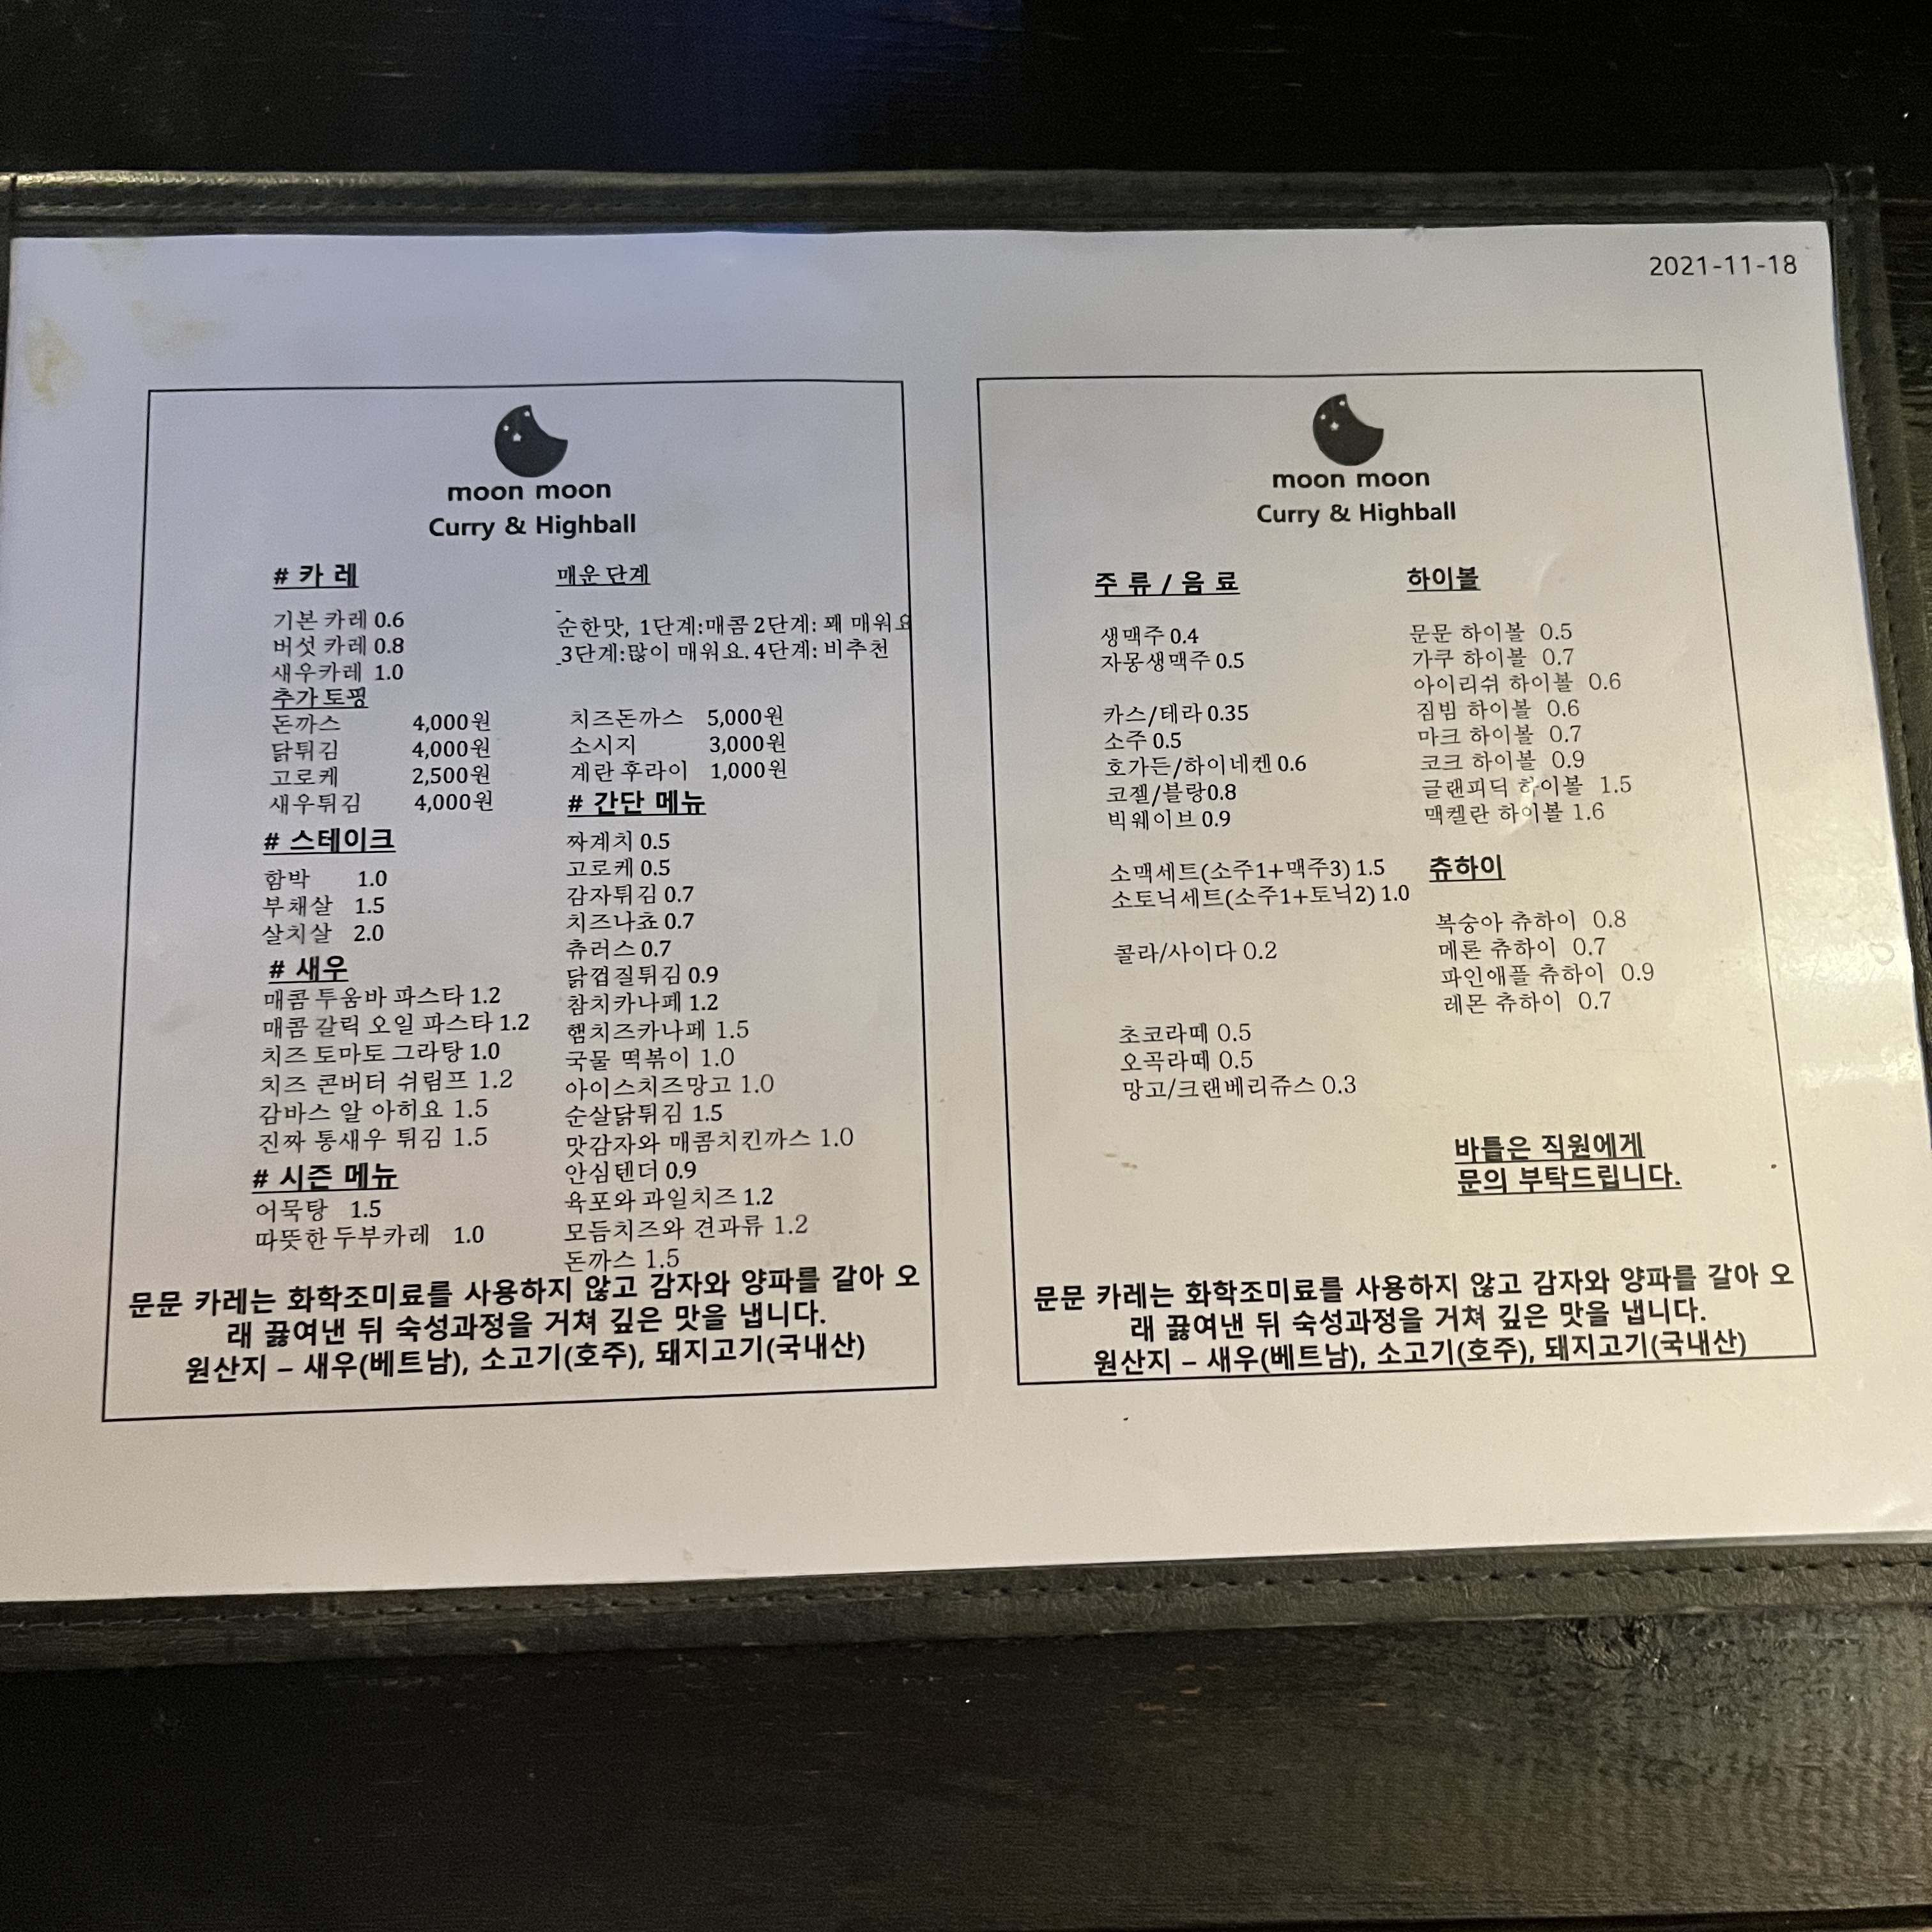 2021-11-18
moon moon
Curry & Highball
# 카 레
기본 카레 0.6
버섯 카레 0.8
새우카레 1.0
매운 단계
순한맛, 1단계:매콤 2단계: 꽤 매워요
3단계:많이 매워요. 4단계: 비추천
추가 토핑
돈까스 4,000원
닭튀김 4,000원
고로케 2,500원
새우튀김 4,000원
치즈돈까스 5,000원
소시지 3,000원
계란 후라이 1,000원
# 스테이크
함박 1.0
부채살 1.5
살치살 2.0
# 새우
매콤 투움바 파스타 1.2
매콤 갈릭 오일 파스타 1.2
치즈 토마토 그라탕 1.0
치즈 콘버터 쉬림프 1.2
감바스 알 아히요 1.5
진짜 통새우 튀김 1.5
# 시즌 메뉴
어묵탕 1.5
따뜻한 두부카레 1.0
# 간단 메뉴
짜계치 0.5
고로케 0.5
감자튀김 0.7
치즈나쵸 0.7
츄러스 0.7
닭껍질튀김 0.9
참치카나페 1.2
햄치즈카나페 1.5
국물 떡볶이 1.0
아이스치즈망고 1.0
순살닭튀김 1.5
맛감자와 매콤치킨까스 1.0
안심텐더 0.9
육포와 과일치즈 1.2
모듬치즈와 견과류 1.2
돈까스 1.5
문문 카레는 화학조미료를 사용하지 않고 감자와 양파를 갈아 오
래 끓여낸 뒤 숙성과정을 거쳐 깊은 맛을 냅니다.
원산지 – 새우(베트남), 소고기(호주), 돼지고기(국내산)
moon moon
Curry & Highball
주 류 / 음 료
생맥주 0.4
자몽생맥주 0.5
카스/테라 0.35
소주 0.5
호가든/하이네켄 0.6
코젤/블랑0.8
빅웨이브 0.9
소맥세트(소주1+맥주3) 1.5
소토닉세트(소주1+토닉2) 1.0
콜라/사이다 0.2
초코라떼 0.5
오곡라떼 0.5
망고/크랜베리쥬스 0.3
하이볼
문문 하이볼 0.5
가쿠 하이볼 0.7
아이리쉬 하이볼 0.6
짐빔 하이볼 0.6
마크 하이볼 0.7
코크 하이볼 0.9
글랜피딕 하이볼 1.5
맥켈란 하이볼 1.6
츄하이
복숭아 츄하이 0.8
메론 츄하이 0.7
파인애플 츄하이 0.9
레몬 츄하이 0.7
바틀은 직원에게
문의 부탁드립니다.
문문 카레는 화학조미료를 사용하지 않고 감자와 양파를 갈아 오
래 끓여낸 뒤 숙성과정을 거쳐 깊은 맛을 냅니다.
원산지 – 새우(베트남), 소고기(호주), 돼지고기(국내산)